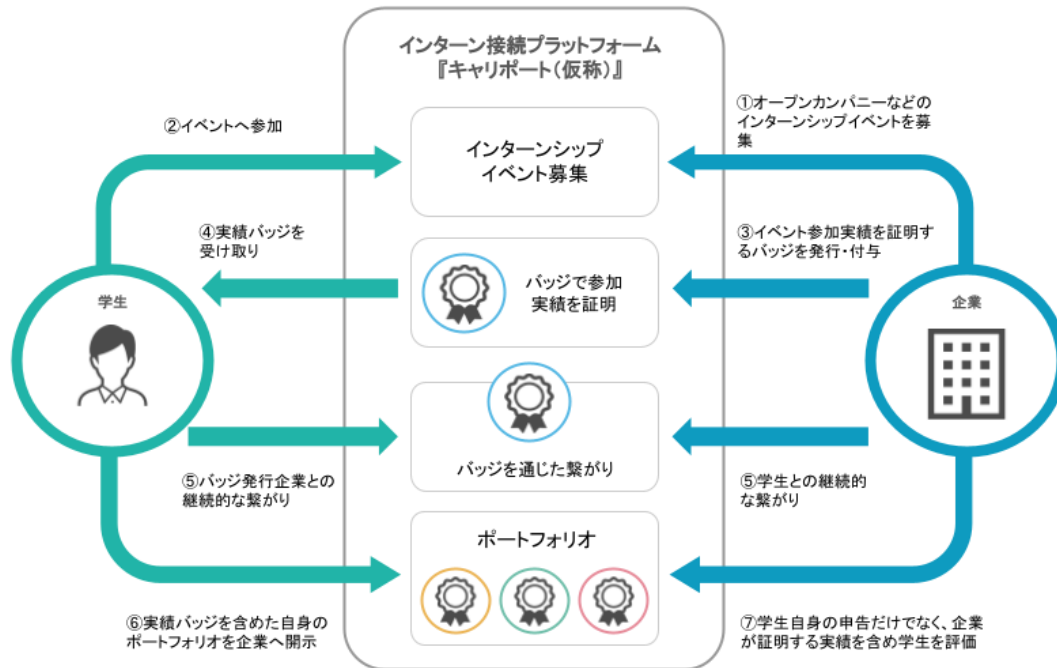 インターン接続プラットフォーム
『キャリポート（仮称）』
①オープンカンパニーなどの
インターンシップイベントを募
集
②イベントへ参加
インターンシップ
イベント募集
④実績バッジを
受け取り
③イベント参加実績を証明す
るバッジを発行・付与
バッジで参加
実績を証明
学生
企業
バッジを通じた繋がり
⑤バッジ発行企業との
継続的な繋がり
⑤学生との継続的
な繋がり
ポートフォリオ
⑥実績バッジを含めた自身の
ポートフォリオを企業へ開示
⑦学生自身の申告だけでなく、企業
が証明する実績を含め学生を評価